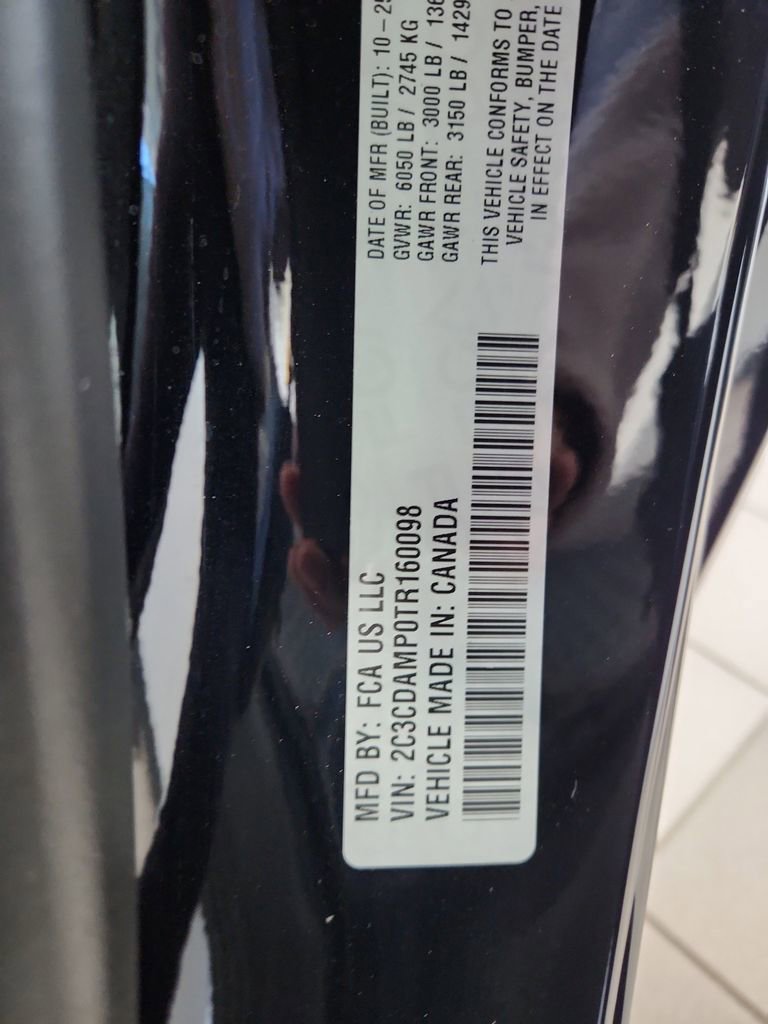 MFD BY: FCA US LLC
VIN: 2C3CDAMP0TR160098
VEHICLE MADE IN: CANADA
DATE OF MFR (BUILT): 10-25
GVWR: 6050 LB / 2745 KG
GAWR FRONT: 3000 LB / 136
GAWR REAR: 3150 LB / 1429
THIS VEHICLE CONFORMS TO
VEHICLE SAFETY, BUMPER,
IN EFFECT ON THE DATE